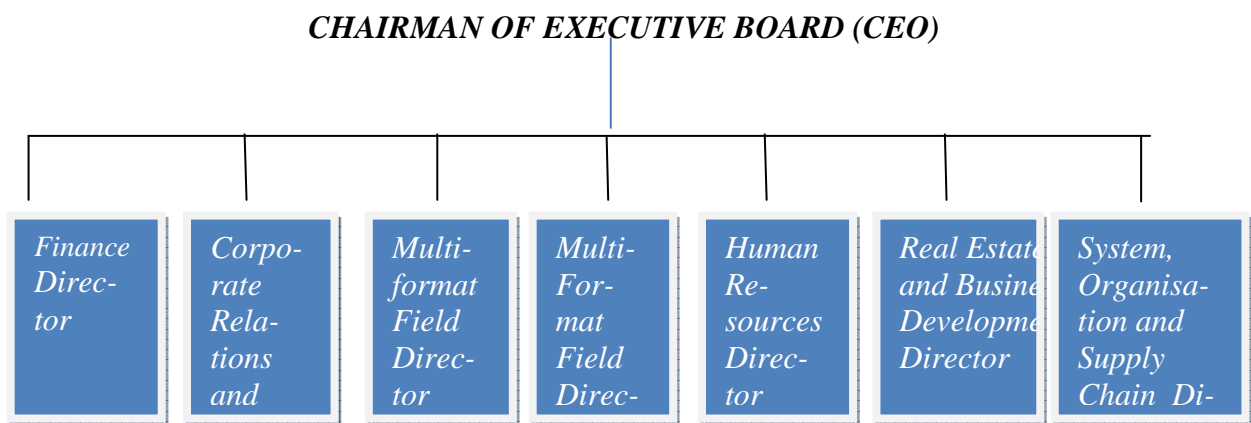 CHAIRMAN OF EXECUTIVE BOARD (CEO)
Finance
Direc-
tor
Corpo-
rate
Rela-
tions
and
Multi-
format
Field
Direc-
tor
Multi-
For-
mat
Field
Direc-
Human
Re-
sources
Direc-
tor
Real Estate
and Busine
Developme
Director
System,
Organisa-
tion and
Supply
Chain Di-